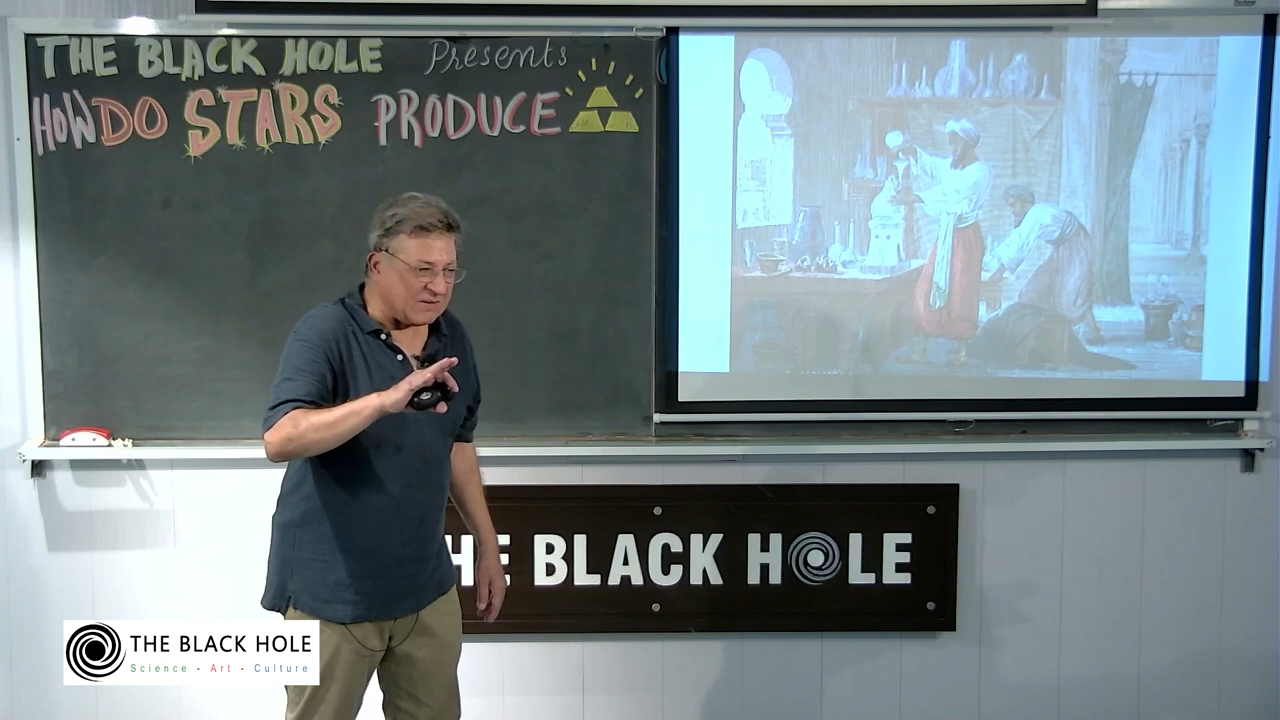 THE BLACK HOLE Presents
HOW DO STARS PRODUCE
THE BLACK HOLE
THE BLACK HOLE
Science - Art - Culture